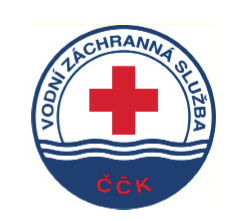 VODNÍ ZÁCHRANNÁ SLUŽBA
ČČK